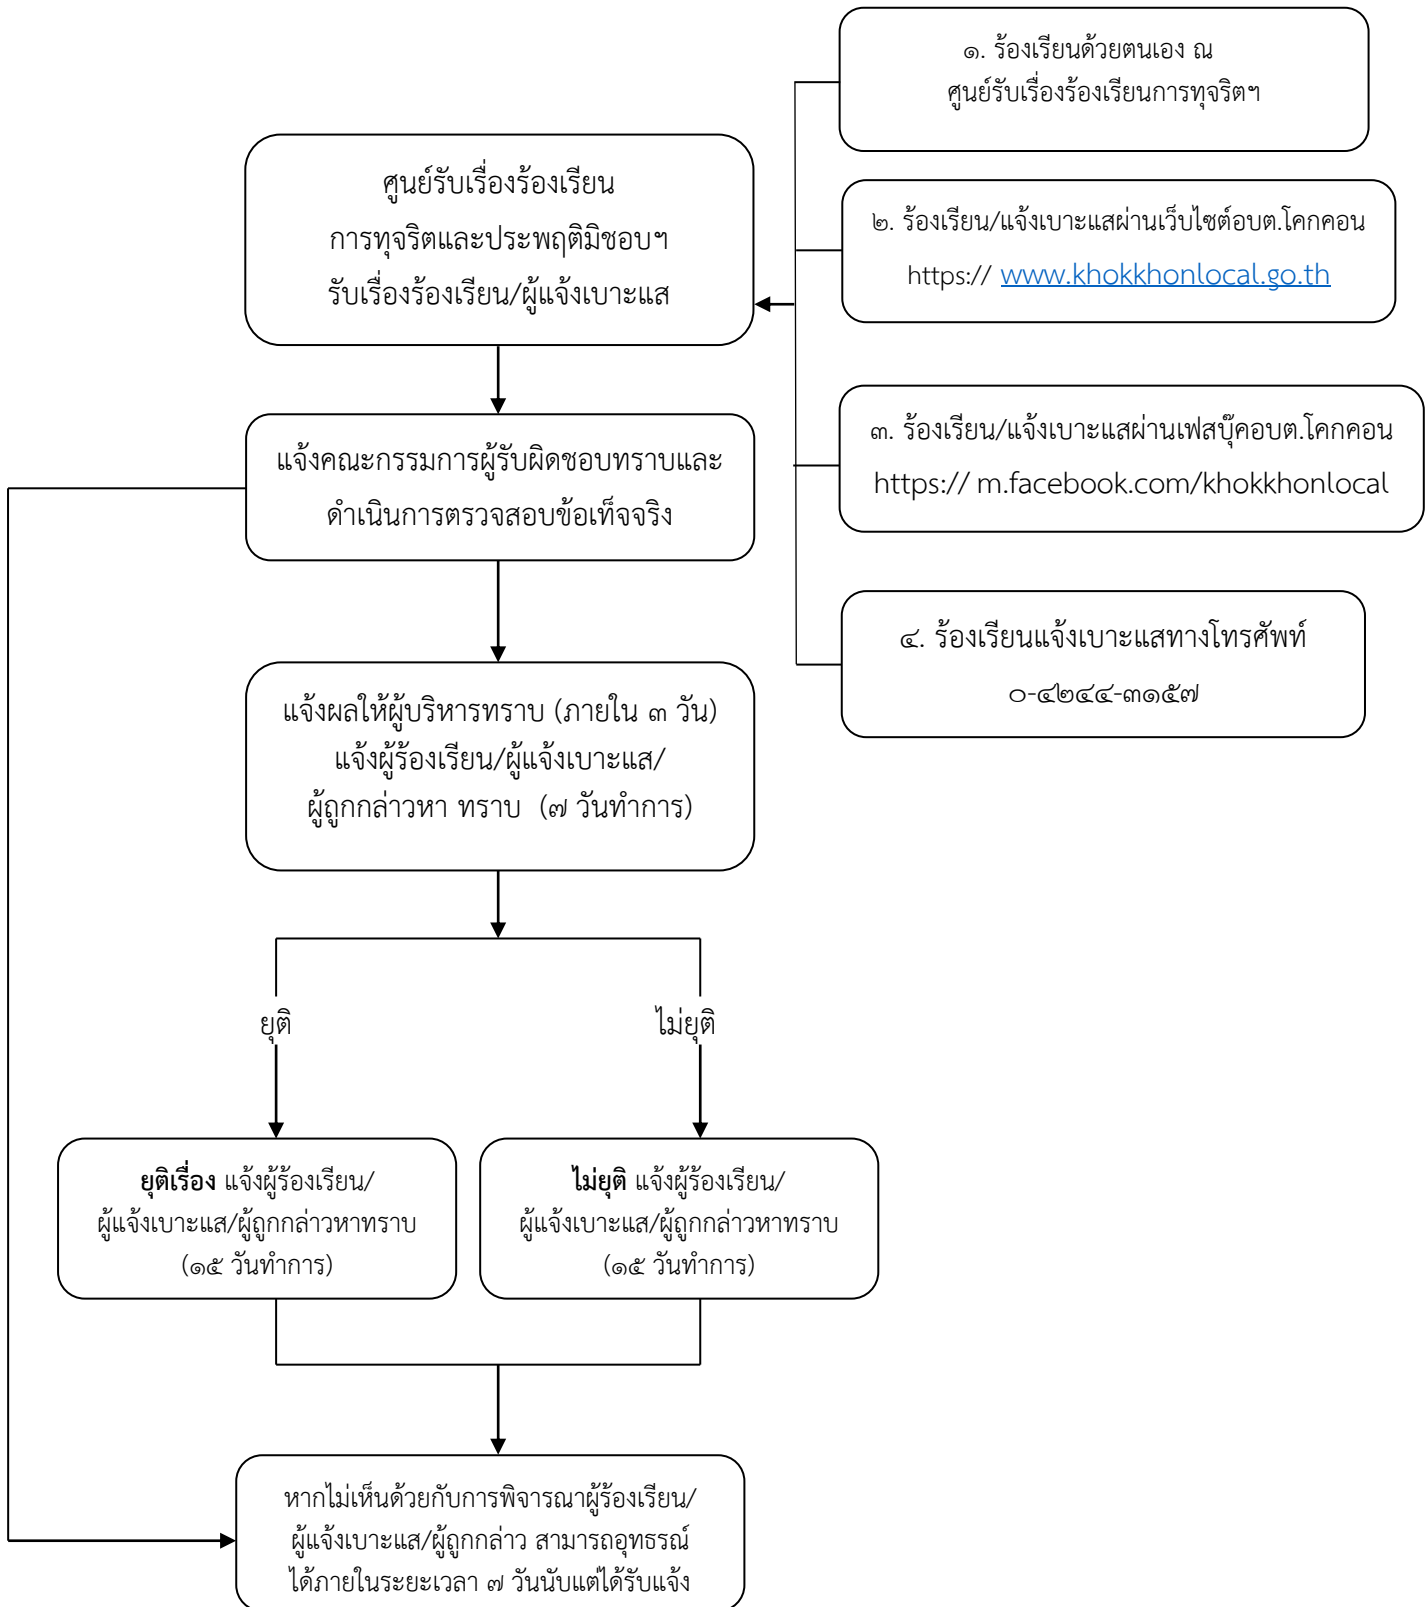 ๑. ร้องเรียนด้วยตนเอง ณ
ศูนย์รับเรื่องร้องเรียนการทุจริตฯ
ศูนย์รับเรื่องร้องเรียน
การทุจริตและประพฤติมิชอบฯ
รับเรื่องร้องเรียน/ผู้แจ้งเบาะแส
๒. ร้องเรียน/แจ้งเบาะแสผ่านเว็บไซต์อบต.โคกคอน
https:// www.khokkhonlocal.go.th
๓. ร้องเรียน/แจ้งเบาะแสผ่านเฟสบุ๊คอบต.โคกคอน
https:// m.facebook.com/khokkhonlocal
๔. ร้องเรียนแจ้งเบาะแสทางโทรศัพท์
๐-๔๒๔๔-๓๑๕๗
แจ้งคณะกรรมการผู้รับผิดชอบทราบและ
ดำเนินการตรวจสอบข้อเท็จจริง
แจ้งผลให้ผู้บริหารทราบ (ภายใน ๓ วัน)
แจ้งผู้ร้องเรียน/ผู้แจ้งเบาะแส/
ผู้ถูกกล่าวหา ทราบ (๗ วันทำการ)
ยุติ
ไม่ยุติ
ยุติเรื่อง แจ้งผู้ร้องเรียน/
ผู้แจ้งเบาะแส/ผู้ถูกกล่าวหาทราบ
(๑๕ วันทำการ)
ไม่ยุติ แจ้งผู้ร้องเรียน/
ผู้แจ้งเบาะแส/ผู้ถูกกล่าวหาทราบ
(๑๕ วันทำการ)
หากไม่เห็นด้วยกับการพิจารณาผู้ร้องเรียน/
ผู้แจ้งเบาะแส/ผู้ถูกกล่าว สามารถอุทธรณ์
ได้ภายในระยะเวลา ๗ วันนับแต่ได้รับแจ้ง